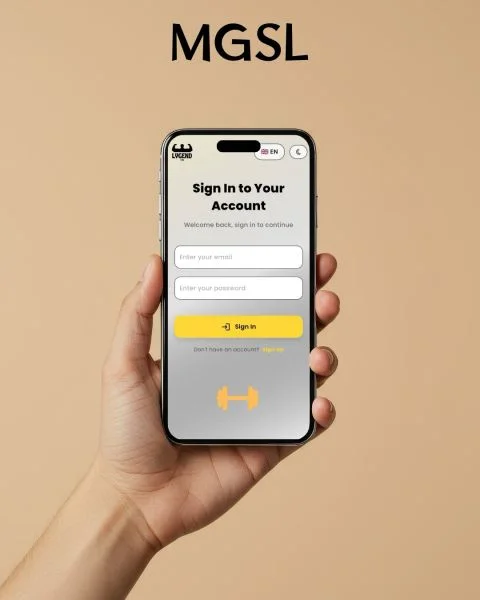 MGSL
LVGEND
EN
Sign In to Your
Account
Welcome back, sign in to continue
Enter your email
Enter your password
Sign In
Don't have an account? Sign Up